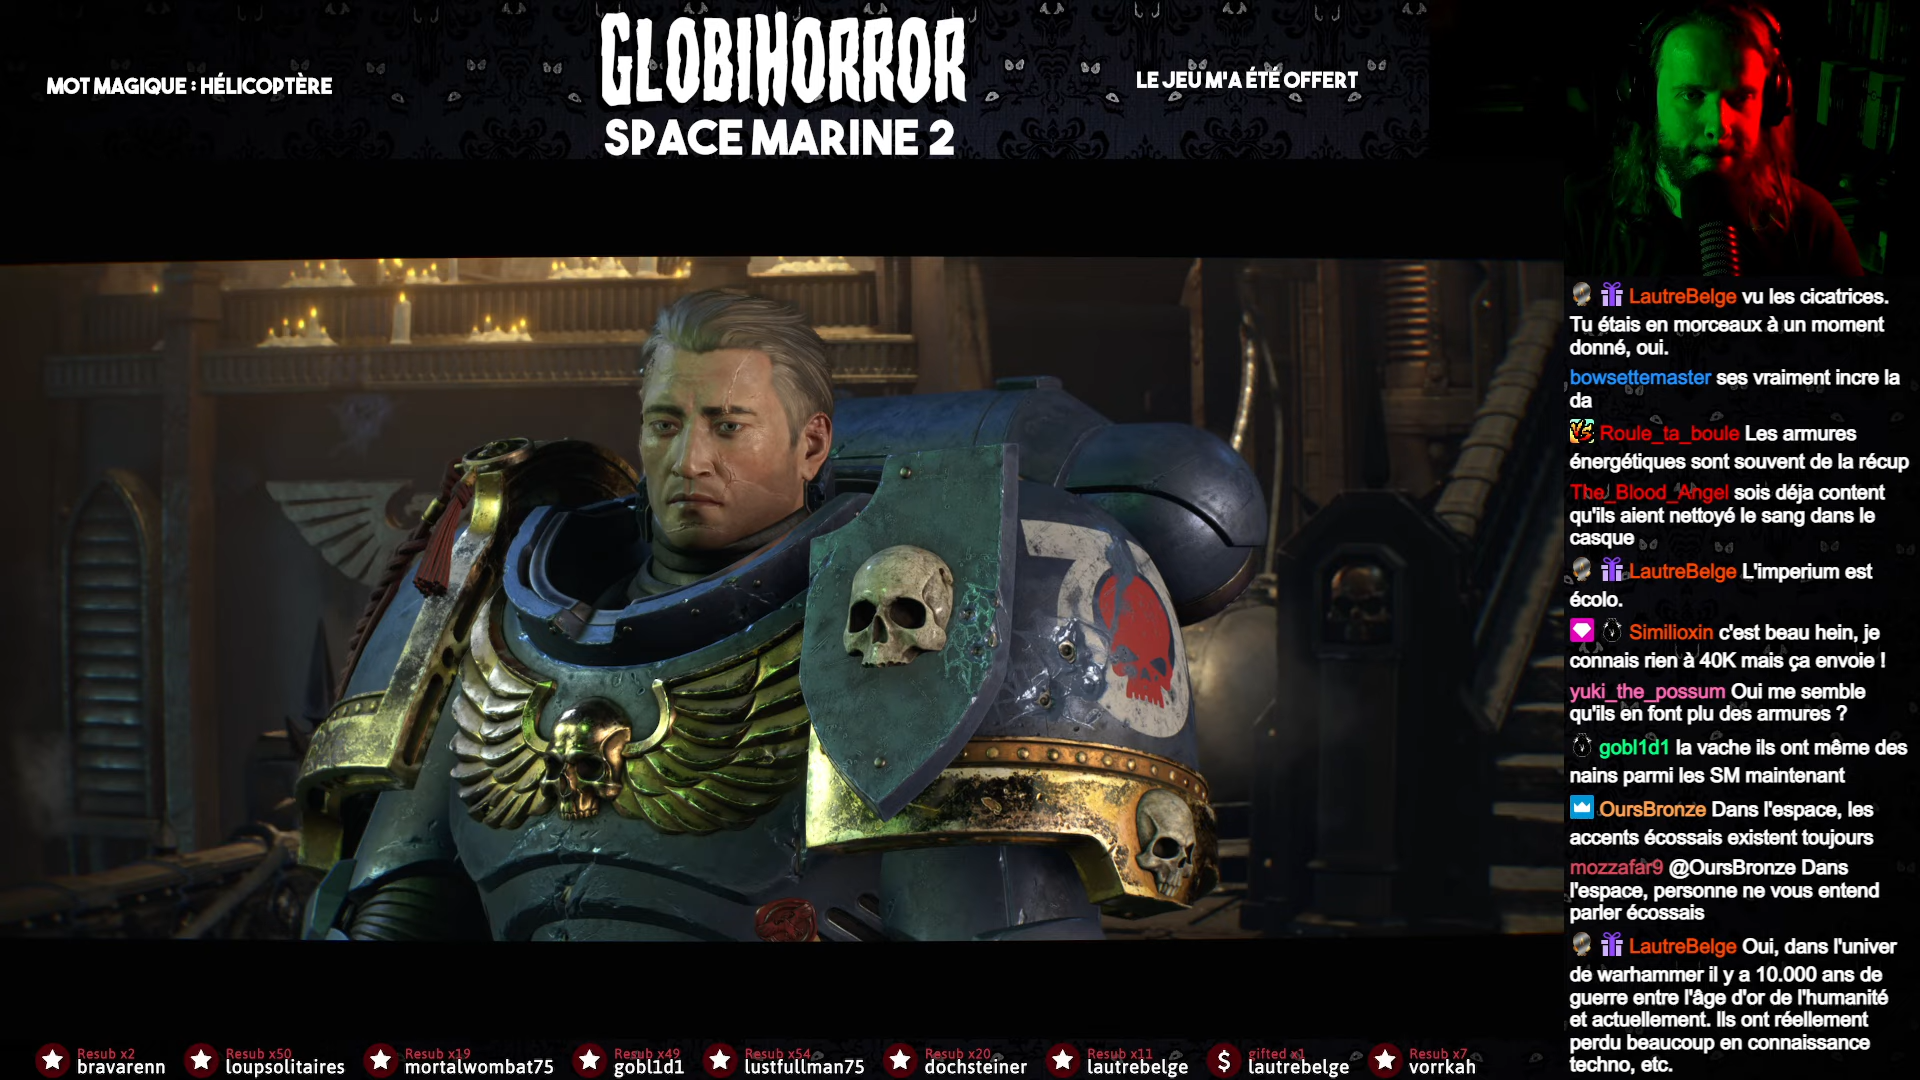 MOT MAGIQUE : HÉLICOPTÈRE
GLOBIHORROR
SPACE MARINE 2
LE JEU M'A ÉTÉ OFFERT
LautreBelge vu les cicatrices.
Tu étais en morceaux à un moment
donné, oui.
bowsettemaster ses vraiment incre la
da
Roule_ta_boule Les armures
énergétiques sont souvent de la récup
The_Blood_Angel sois déja content
qu'ils aient nettoyé le sang dans le
casque
LautreBelge L'imperium est
écolo.
Similioxin c'est beau hein, je
connais rien à 40K mais ça envoie !
yuki_the_possum Oui me semble
qu'ils en font plu des armures ?
gobl1d1 la vache ils ont même des
nains parmi les SM maintenant
OursBronze Dans l'espace, les
accents écossais existent toujours
mozzafar9 @OursBronze Dans
l'espace, personne ne vous entend
parler écossais
LautreBelge Oui, dans l'univer
de warhammer il y a 10.000 ans de
guerre entre l'âge d'or de l'humanité
et actuellement. Ils ont réellement
perdu beaucoup en connaissance
techno, etc.
Resub x2
bravarenn
Resub x50
loupsolitaires
Resub x19
mortalwombat75
Resub x49
gobl1d1
Resub x54
lustfullman75
Resub x20
dochsteiner
Resub x11
lautrebelge
gifted x1
lautrebelge
Resub x7
vorrkah